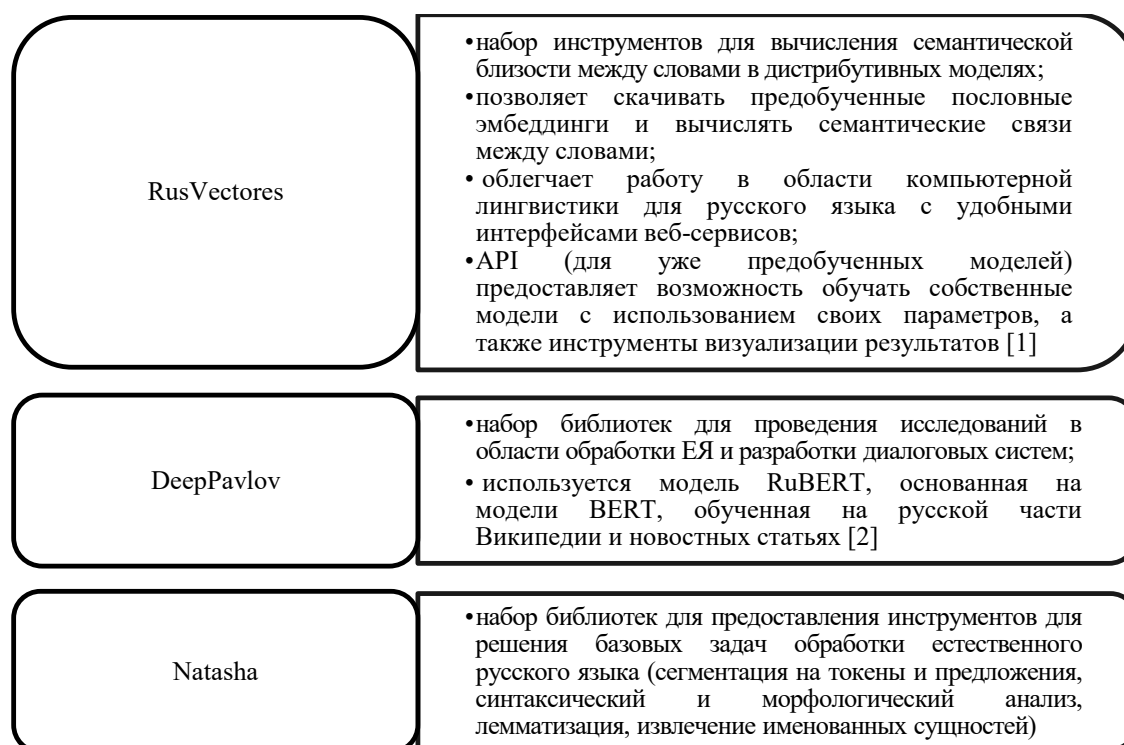 RusVectores
•набор инструментов для вычисления семантической
близости между словами в дистрибутивных моделях;
•позволяет скачивать предобученные пословные
эмбеддинги и вычислять семантические связи
между словами;
• облегчает работу в области компьютерной
лингвистики для русского языка с удобными
интерфейсами веб-сервисов;
•API (для уже предобученных моделей)
предоставляет возможность обучать собственные
модели с использованием своих параметров, а
также инструменты визуализации результатов [1]
DeepPavlov
•набор библиотек для проведения исследований в
области обработки ЕЯ и разработки диалоговых систем;
• используется модель RuBERT, основанная на
модели BERT, обученная на русской части
Википедии и новостных статьях [2]
Natasha
•набор библиотек для предоставления инструментов для
решения базовых задач обработки естественного
русского языка (сегментация на токены и предложения,
синтаксический и морфологический анализ,
лемматизация, извлечение именованных сущностей)